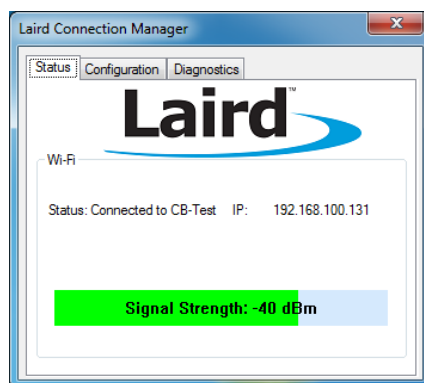 Laird Connection Manager
Status Configuration Diagnostics
Laird™
Wi-Fi
Status: Connected to CB-Test IP: 192.168.100.131
Signal Strength: -40 dBm